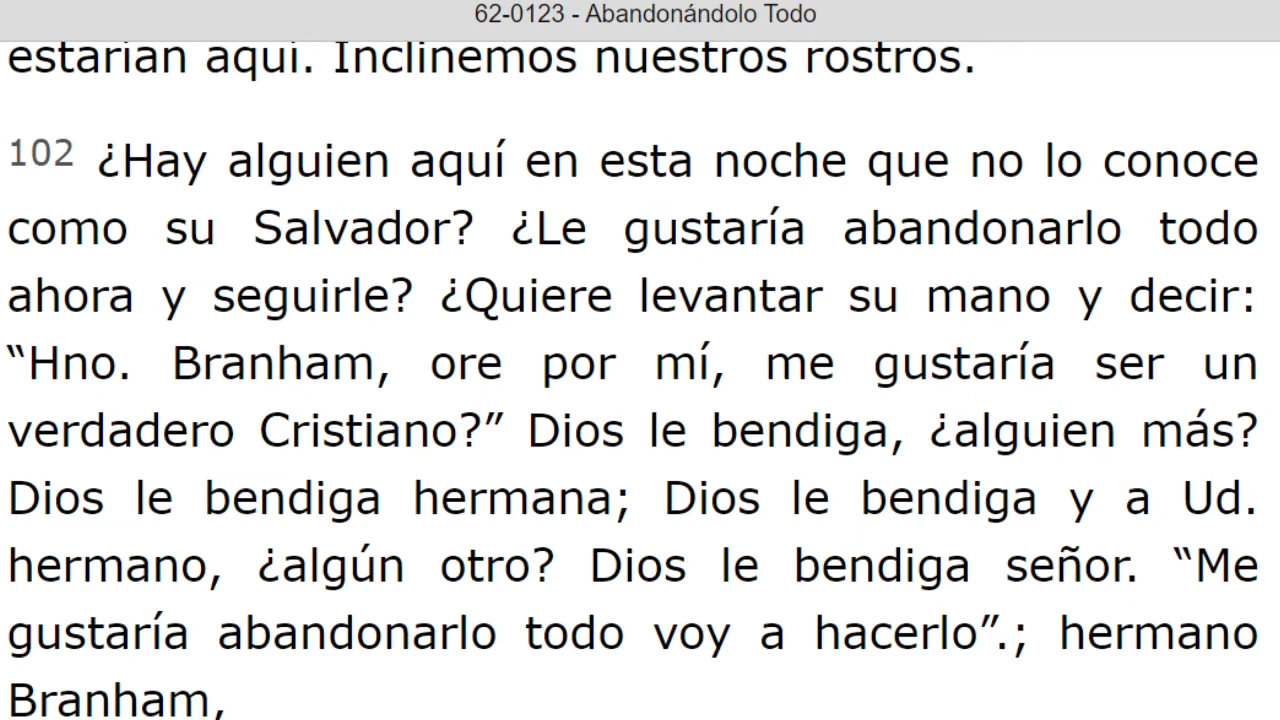 62-0123 - Abandonándolo Todo
estarían aquí. Inclinemos nuestros rostros.
102 ¿Hay alguien aquí en esta noche que no lo conoce
como su Salvador? ¿Le gustaría abandonarlo todo
ahora y seguirle? ¿Quiere levantar su mano y decir:
“Hno. Branham, ore por mí, me gustaría ser un
verdadero Cristiano?” Dios le bendiga, ¿alguien más?
Dios le bendiga hermana; Dios le bendiga y a Ud.
hermano, ¿algún otro? Dios le bendiga señor. “Me
gustaría abandonarlo todo voy a hacerlo”.; hermano
Branham,